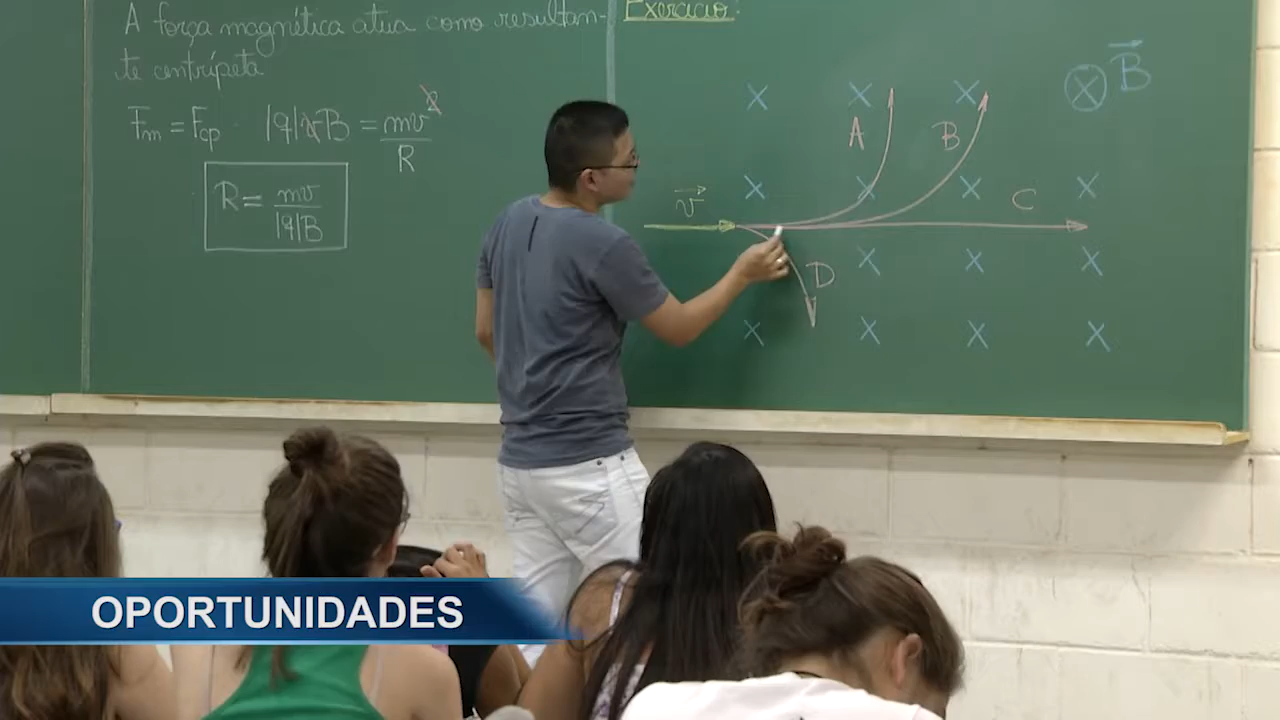 A força magnética atua como resultan-
te centrípeta
Fm = Fcp · |q|vB = mv²/R
R = mv/|q|B
Exercício:
B
X X X
A B
X X X
v C
X X X
D
X X X X
OPORTUNIDADES